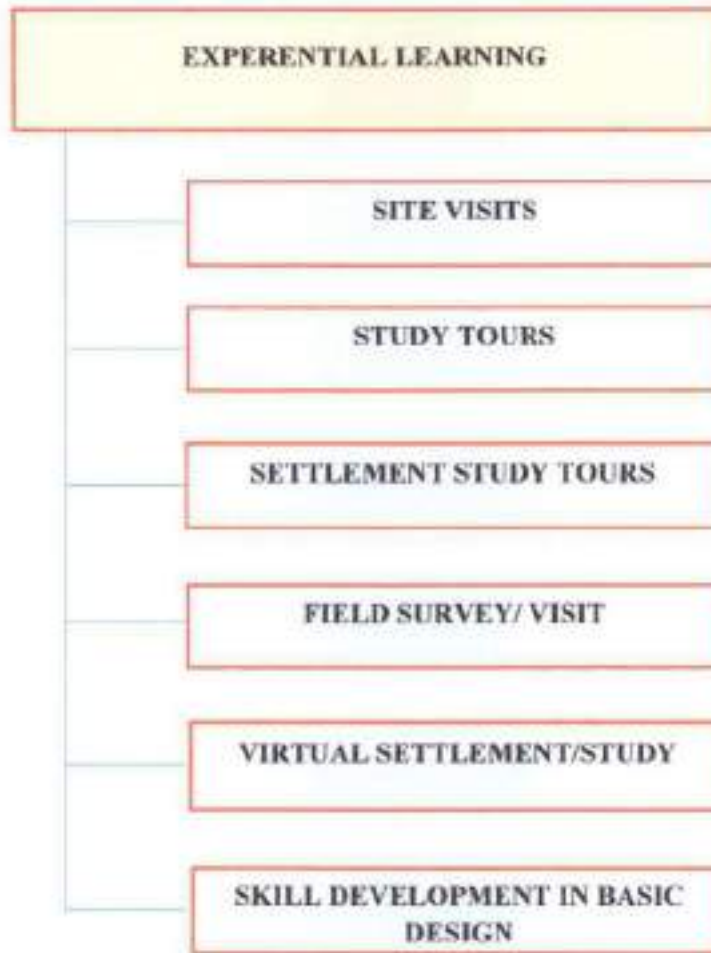 EXPERENTIAL LEARNING
SITE VISITS
STUDY TOURS
SETTLEMENT STUDY TOURS
FIELD SURVEY/ VISIT
VIRTUAL SETTLEMENT/STUDY
SKILL DEVELOPMENT IN BASIC
DESIGN